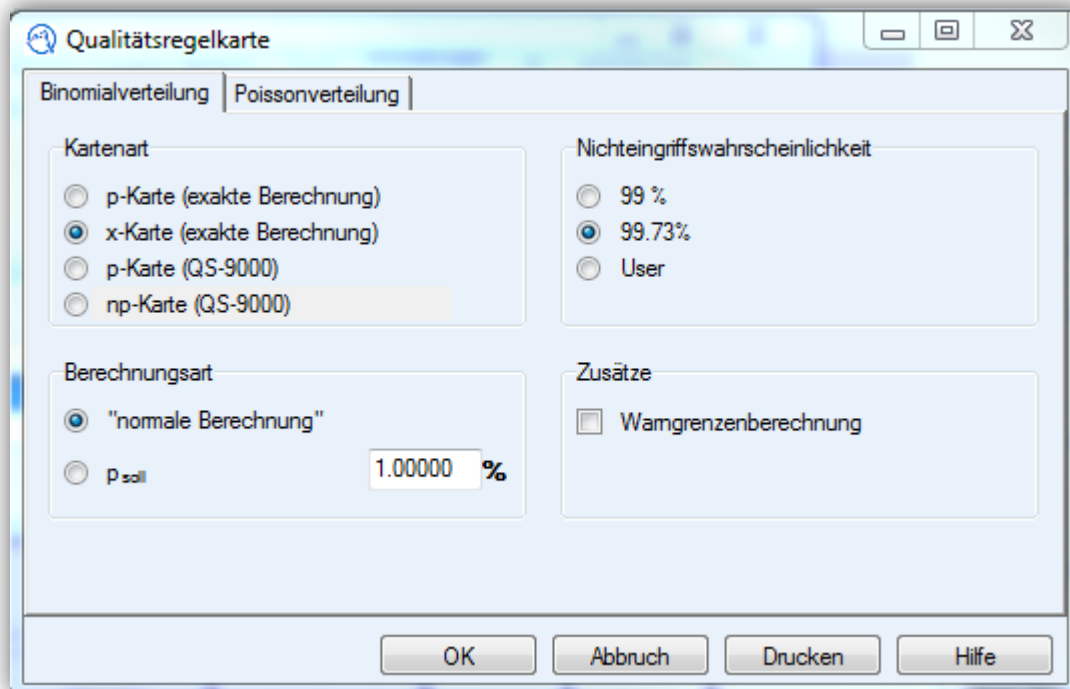 Qualitätsregelkarte
Binomialverteilung Poissonverteilung
Kartenart
p-Karte (exakte Berechnung)
x-Karte (exakte Berechnung)
p-Karte (QS-9000)
np-Karte (QS-9000)
Nichteingriffswahrscheinlichkeit
99 %
99.73%
User
Berechnungsart
"normale Berechnung"
p soll 1.00000 %
Zusätze
Warngrenzenberechnung
OK Abbruch Drucken Hilfe